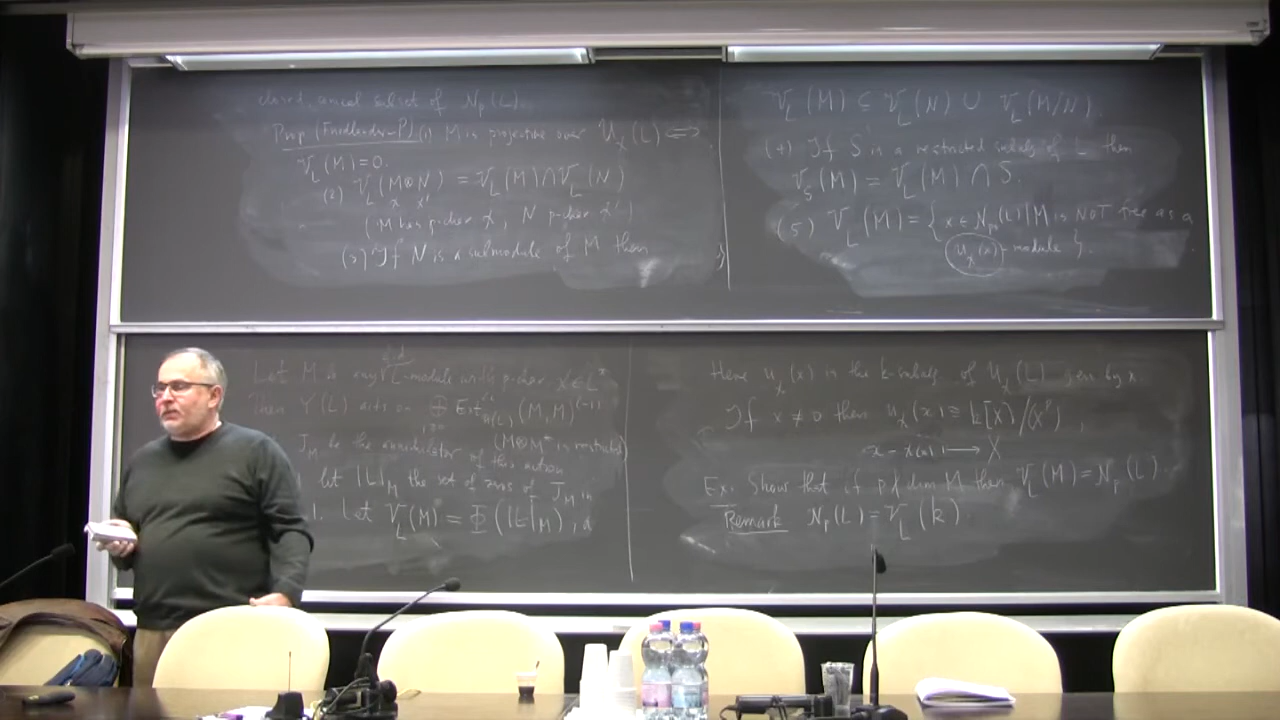 closed conical subset of N_p(L).
Prop (Friedlander–P) (1) M is projective over U_χ(L) ⟺
V_L(M)=0.
(2) V_L(M⊗N) = V_L(M)∩V_L(N)
χ χ'
(M has p-char χ, N p-char χ')
(3) If N is a submodule of M then
V_L(M) ⊆ V_L(N) ∪ V_L(M/N).
(4) If S is a restricted subalg of L then
V_S(M) = V_L(M) ∩ S.
(5) V_L(M) = { x ∈ N_p(L) | M is NOT free as a
u_χ(x) - module }.
Let M is any f.d. L-module with p-char χ ∈ L*
Then Y(L) acts on ⊕ Ext (M,M)^(-1)
i≥0
(M⊗M* is restricted)
J_M be the annihilator of this action
let |L|_M the set of zeros of J_M in
Let V_L(M) = Φ(|L|_M), a
Here u_χ(x) is the k-subalg of U_χ(L) gen. by x
If x ≠ 0 then u_χ(x) ≅ k[X]/(X^p),
x - χ(x)1 ⟼ X
Ex. Show that if p ∤ dim M, then V_L(M) = N_p(L).
Remark N_p(L) = V_L(k)